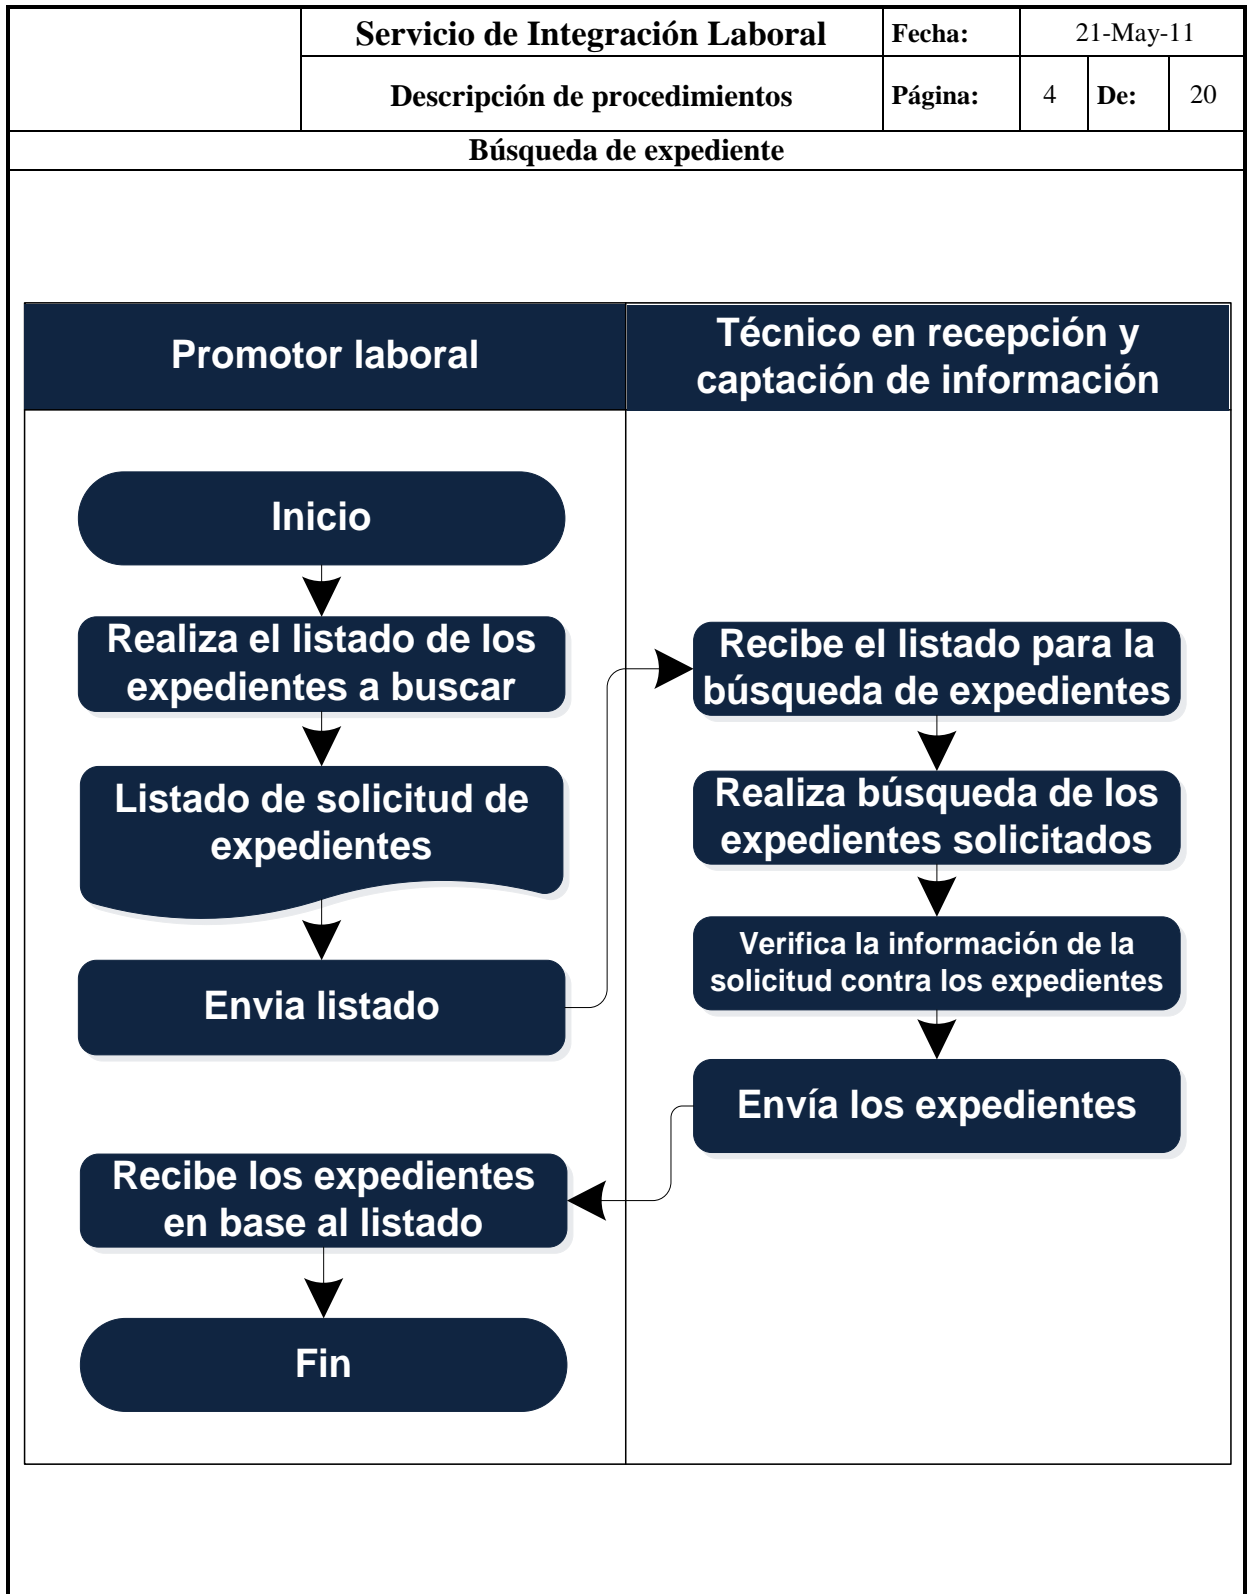 Servicio de Integración Laboral
Fecha:
21-May-11
Descripción de procedimientos
Página:
4
De:
20
Búsqueda de expediente
Promotor laboral
Técnico en recepción y
captación de información
Inicio
Realiza el listado de los
expedientes a buscar
Listado de solicitud de
expedientes
Envia listado
Recibe el listado para la
búsqueda de expedientes
Realiza búsqueda de los
expedientes solicitados
Verifica la información de la
solicitud contra los expedientes
Envía los expedientes
Recibe los expedientes
en base al listado
Fin